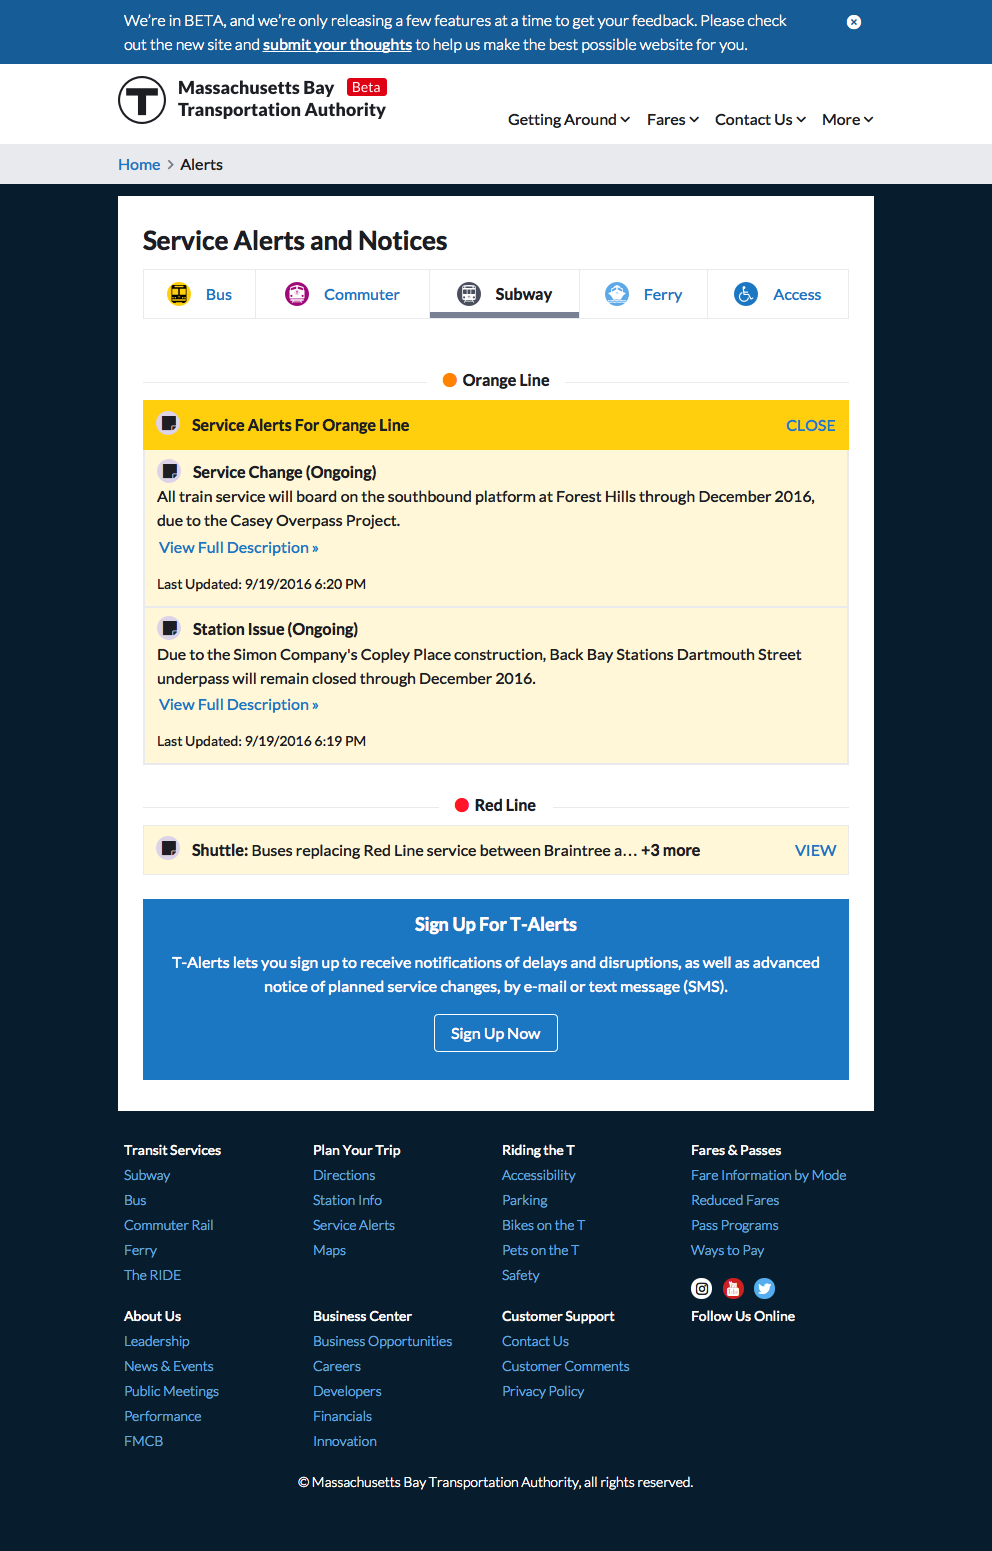 We're in BETA, and we're only releasing a few features at a time to get your feedback. Please check
out the new site and submit your thoughts to help us make the best possible website for you.
T
Massachusetts Bay Beta
Transportation Authority
Getting Around Fares Contact Us More
Home > Alerts
Service Alerts and Notices
Bus Commuter Subway Ferry Access
Orange Line
Service Alerts For Orange Line CLOSE
Service Change (Ongoing)
All train service will board on the southbound platform at Forest Hills through December 2016,
due to the Casey Overpass Project.
View Full Description »
Last Updated: 9/19/2016 6:20 PM
Station Issue (Ongoing)
Due to the Simon Company's Copley Place construction, Back Bay Stations Dartmouth Street
underpass will remain closed through December 2016.
View Full Description »
Last Updated: 9/19/2016 6:19 PM
Red Line
Shuttle: Buses replacing Red Line service between Braintree a... +3 more VIEW
Sign Up For T-Alerts
T-Alerts lets you sign up to receive notifications of delays and disruptions, as well as advanced
notice of planned service changes, by e-mail or text message (SMS).
Sign Up Now
Transit Services Plan Your Trip Riding the T Fares & Passes
Subway Directions Accessibility Fare Information by Mode
Bus Station Info Parking Reduced Fares
Commuter Rail Service Alerts Bikes on the T Pass Programs
Ferry Maps Pets on the T Ways to Pay
The RIDE Safety
About Us Business Center Customer Support Follow Us Online
Leadership Business Opportunities Contact Us
News & Events Careers Customer Comments
Public Meetings Developers Privacy Policy
Performance Financials
FMCB Innovation
© Massachusetts Bay Transportation Authority, all rights reserved.